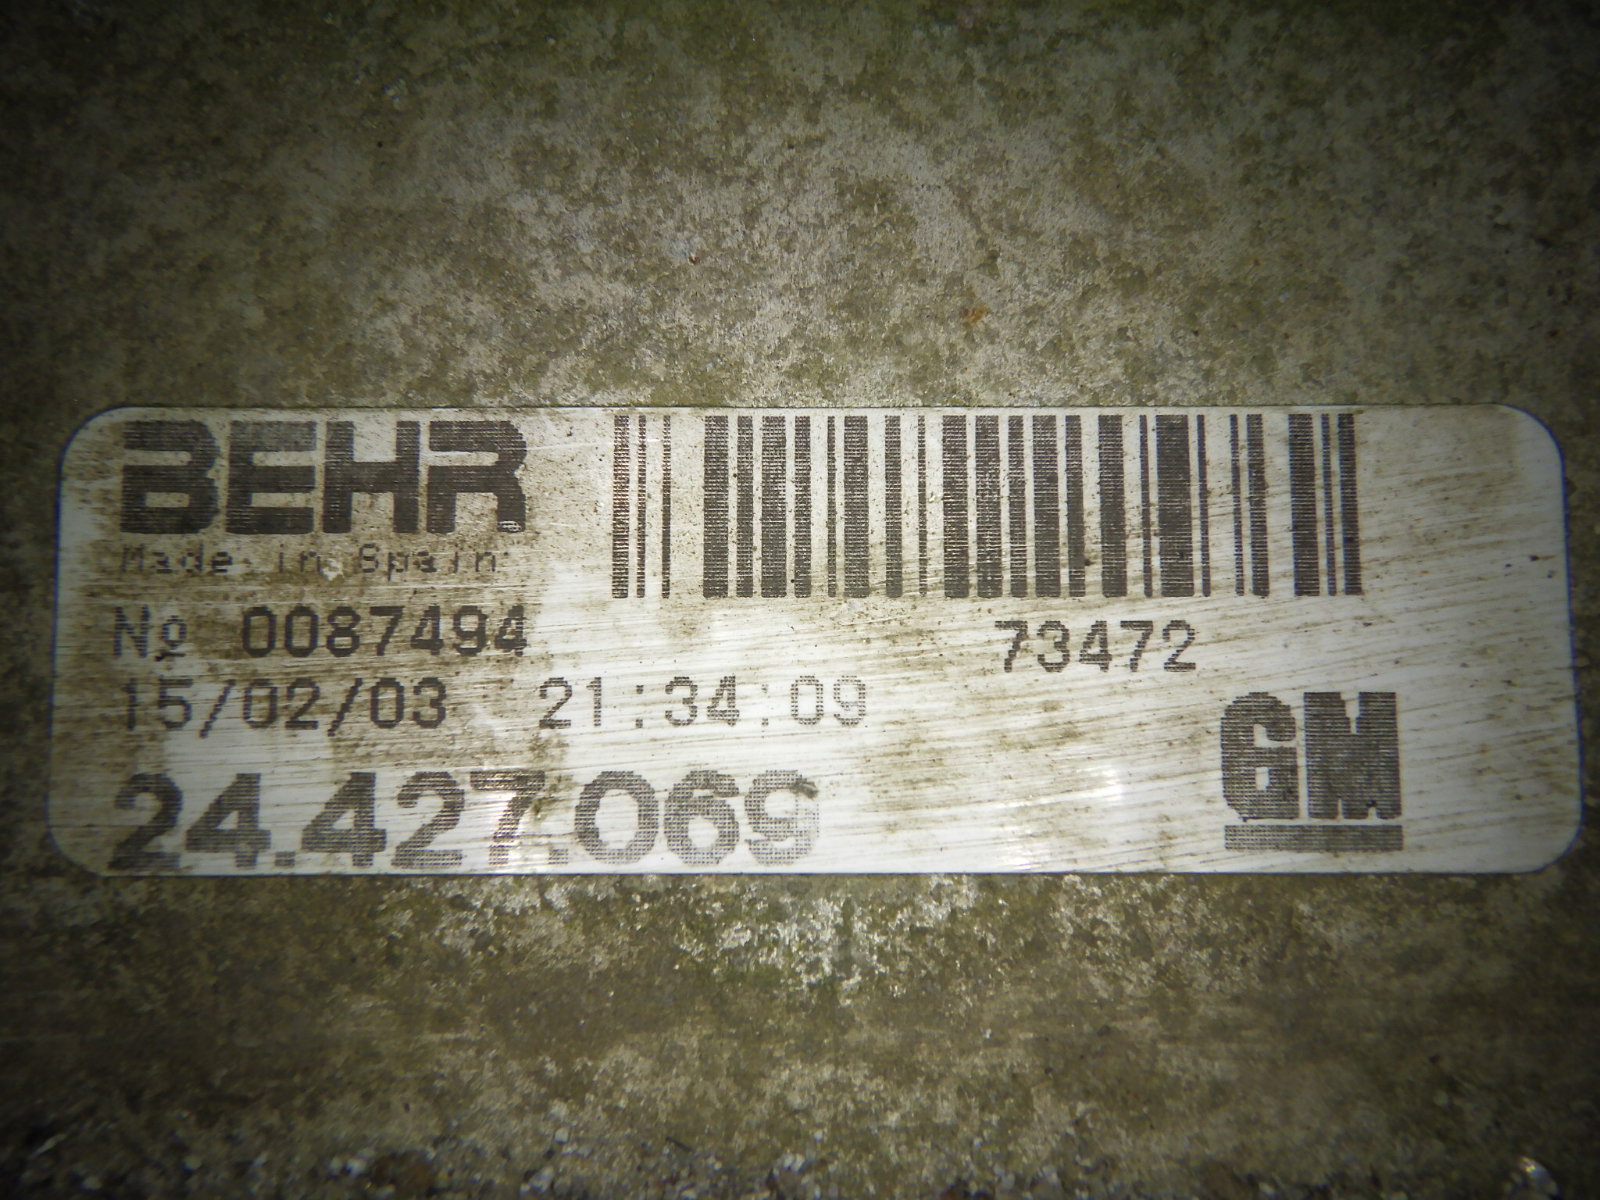 BEHR
Made in Spain
Nº 0087494
73472
15/02/03 21:34:09
24.427.069
GM